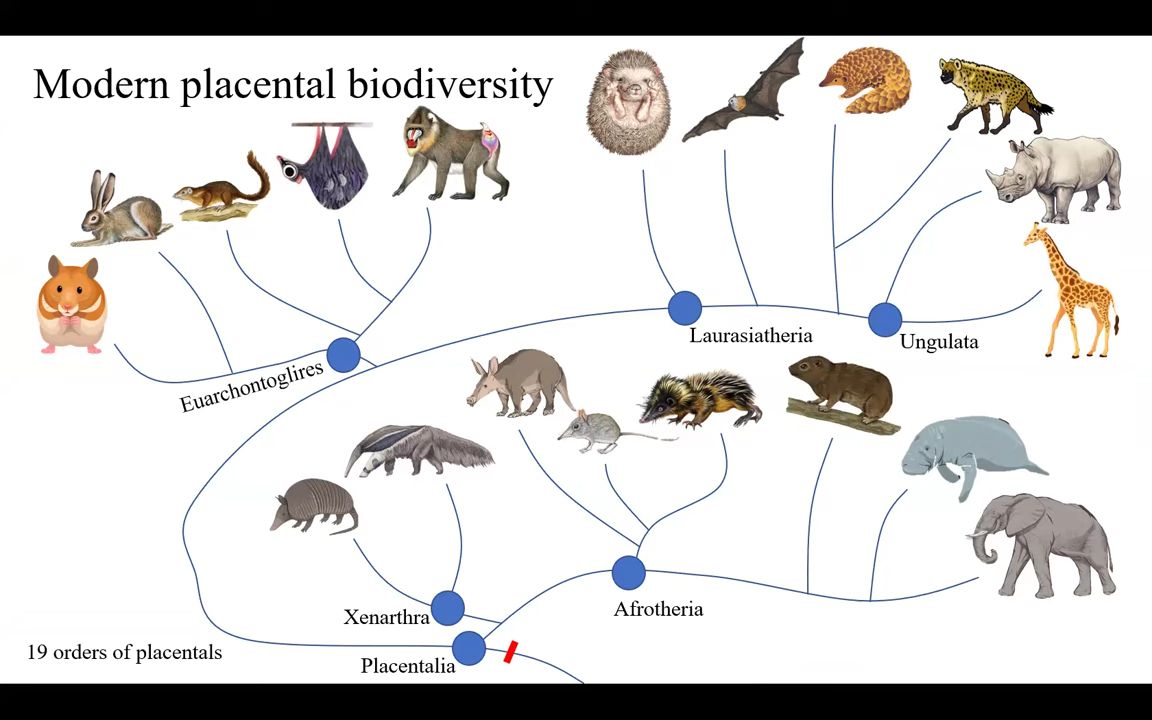 Modern placental biodiversity
Laurasiatheria
Ungulata
Euarchontoglires
Xenarthra
Afrotheria
19 orders of placentals
Placentalia